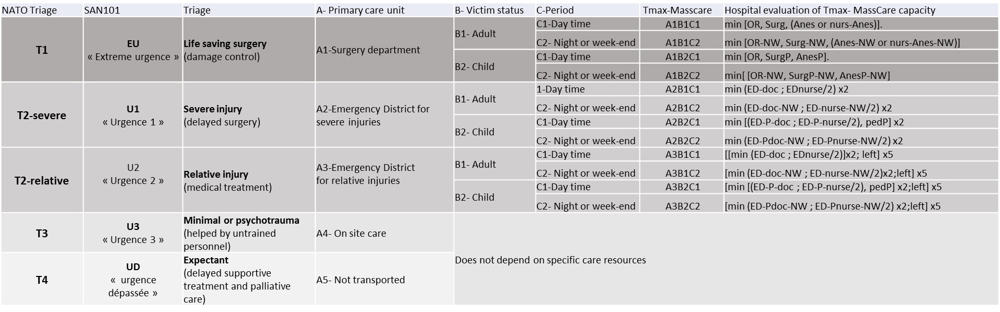 NATO Triage SAN101 Triage A- Primary care unit B- Victim status C-Period Tmax-Masscare Hospital evaluation of Tmax- MassCare capacity
T1
EU
« Extreme urgence »
Life saving surgery
(damage control)
A1-Surgery department
B1- Adult
C1-Day time A1B1C1 min [OR, Surg, (Anes or nurs-Anes)].
C2- Night or week-end A1B1C2 min [OR-NW, Surg-NW, (Anes-NW or nurs-Anes-NW)]
B2- Child
C1-Day time A1B2C1 min [OR, SurgP, AnesP].
C2- Night or week-end A1B2C2 min[ [OR-NW, SurgP-NW, AnesP-NW]
T2-severe
U1
« Urgence 1 »
Severe injury
(delayed surgery)
A2-Emergency District for
severe injuries
B1- Adult
1-Day time A2B1C1 min (ED-doc ; EDnurse/2) x2
C2- Night or week-end A2B1C2 min (ED-doc-NW ; ED-nurse-NW/2) x2
B2- Child
C1-Day time A2B2C1 min [(ED-P-doc ; ED-P-nurse/2), pedP] x2
C2- Night or week-end A2B2C2 min (ED-Pdoc-NW ; ED-Pnurse-NW/2) x2
T2-relative
U2
« Urgence 2 »
Relative injury
(medical treatment)
A3-Emergency District
for relative injuries
B1- Adult
C1-Day time A3B1C1 [[min (ED-doc ; EDnurse/2)]x2; left] x5
C2- Night or week-end A3B1C2 [min (ED-doc-NW ; ED-nurse-NW/2)x2;left] x5
B2- Child
C1-Day time A3B2C1 [min [(ED-P-doc ; ED-P-nurse/2), pedP] x2;left] x5
C2- Night or week-end A3B2C2 [min (ED-Pdoc-NW ; ED-Pnurse-NW/2) x2;left] x5
T3
U3
« Urgence 3 »
Minimal or psychotrauma
(helped by untrained
personnel)
A4- On site care
T4
UD
« urgence
dépassée »
Expectant
(delayed supportive
treatment and palliative
care)
A5- Not transported
Does not depend on specific care resources